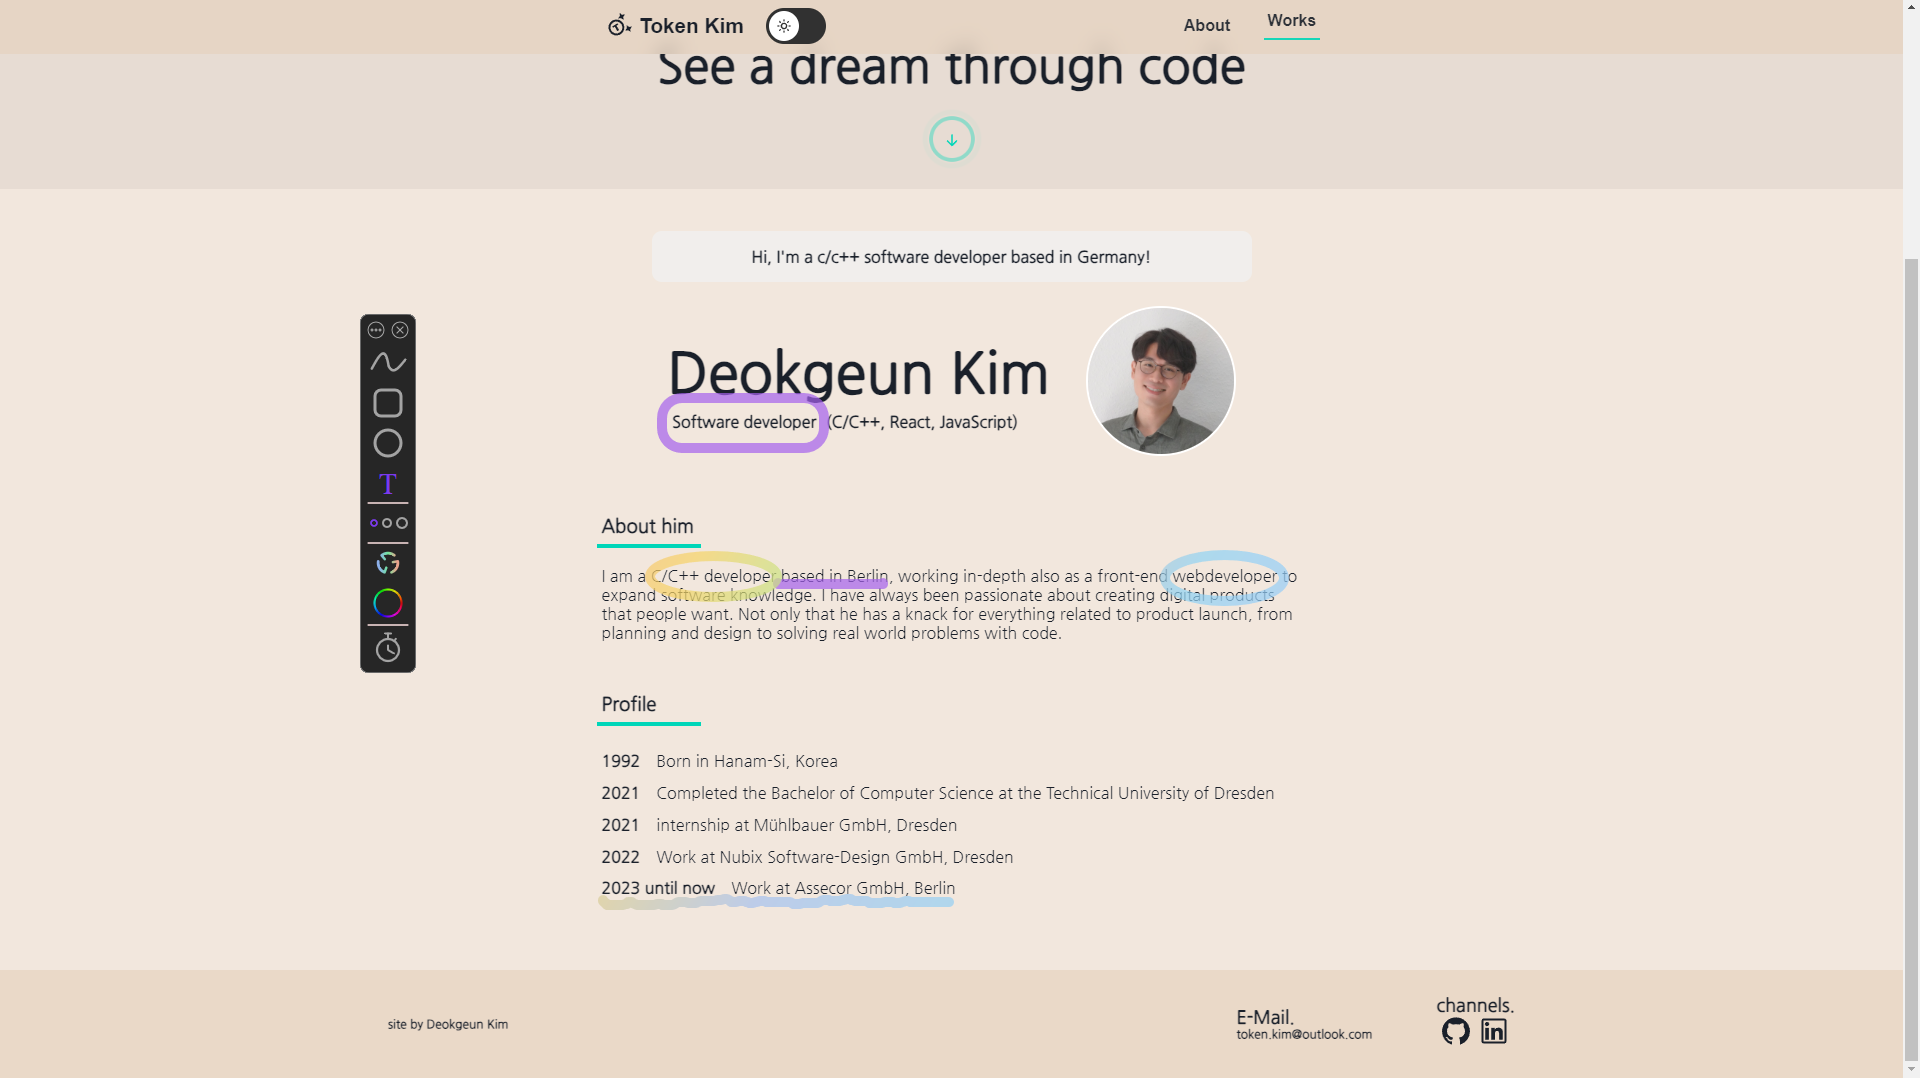 Token Kim
About
Works
See a dream through code
Hi, I'm a c/c++ software developer based in Germany!
Deokgeun Kim
Software developer (C/C++, React, JavaScript)
T
About him
I am a C/C++ developer based in Berlin, working in-depth also as a front-end webdeveloper to
expand software knowledge. I have always been passionate about creating digital products
that people want. Not only that he has a knack for everything related to product launch, from
planning and design to solving real world problems with code.
Profile
1992 Born in Hanam-Si, Korea
2021 Completed the Bachelor of Computer Science at the Technical University of Dresden
2021 internship at Mühlbauer GmbH, Dresden
2022 Work at Nubix Software-Design GmbH, Dresden
2023 until now Work at Assecor GmbH, Berlin
site by Deokgeun Kim
E-Mail.
token.kim@outlook.com
channels.
in